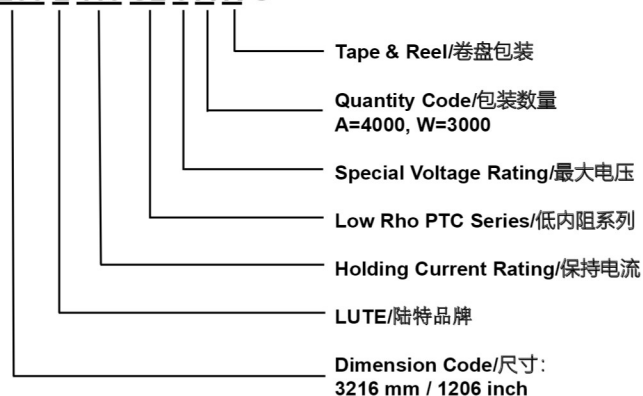 Tape & Reel/卷盘包装
Quantity Code/包装数量
A=4000, W=3000
Special Voltage Rating/最大电压
Low Rho PTC Series/低内阻系列
Holding Current Rating/保持电流
LUTE/陆特品牌
Dimension Code/尺寸:
3216 mm / 1206 inch